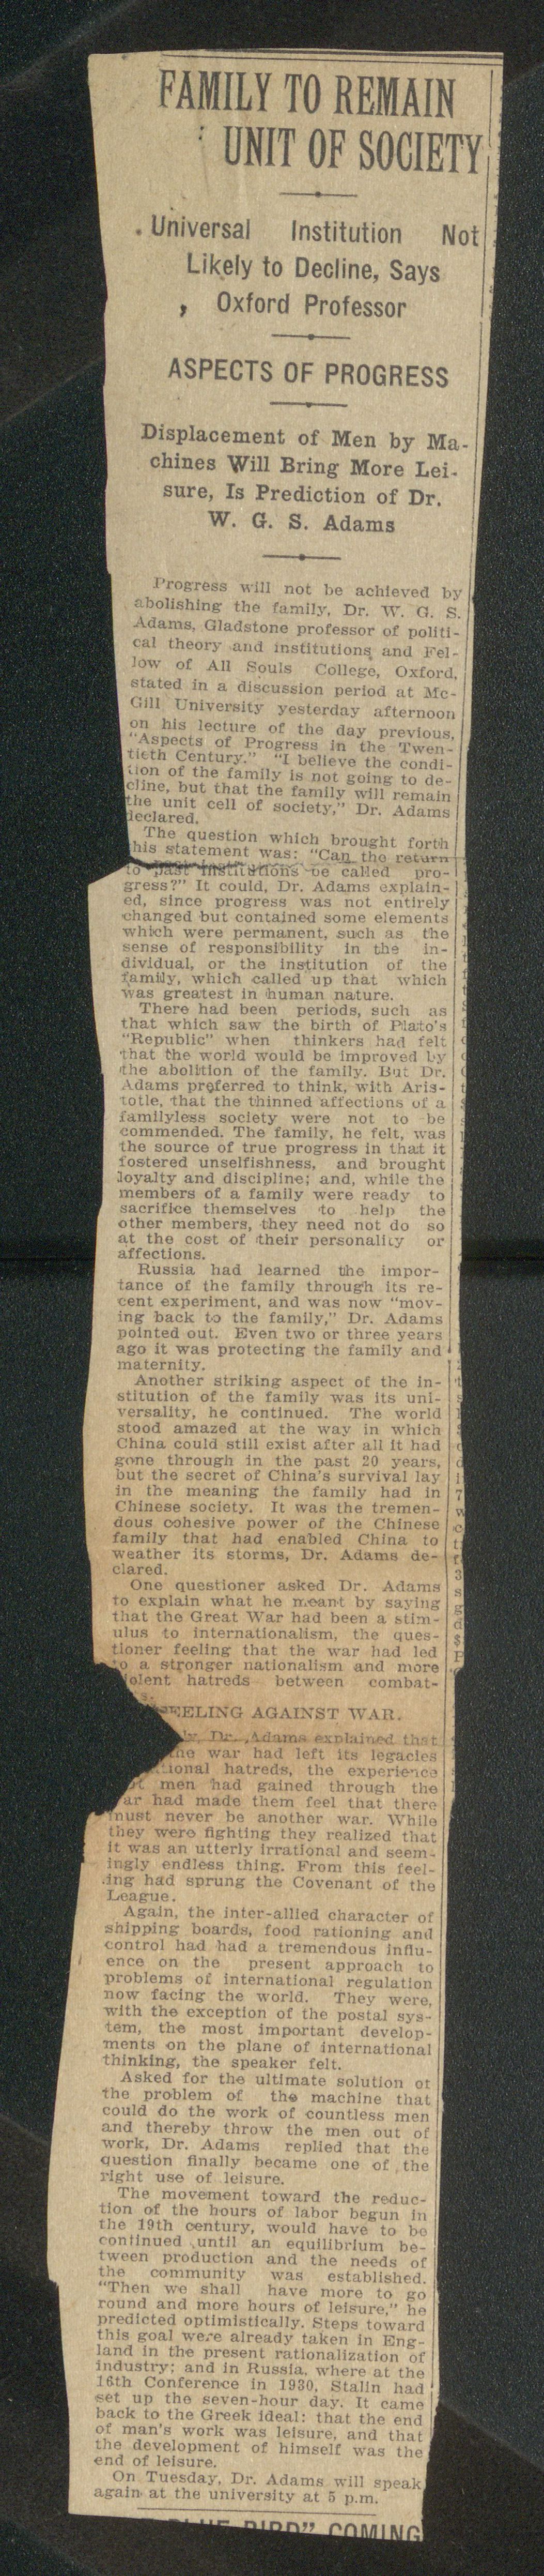 FAMILY TO REMAIN
UNIT OF SOCIETY
Universal Institution Not
Likely to Decline, Says
Oxford Professor
ASPECTS OF PROGRESS
Displacement of Men by Ma-
chines Will Bring More Lei-
sure, Is Prediction of Dr.
W. G. S. Adams
Progress will not be achieved by
abolishing the family, Dr. W. G. S.
Adams, Gladstone professor of politi-
cal theory and institutions and Fel-
low of All Souls College, Oxford,
stated in a discussion period at Mc-
Gill University yesterday afternoon
on his lecture of the day previous,
"Aspects of Progress in the Twen-
tieth Century." "I believe the condi-
tion of the family is not going to de-
cline, but that the family will remain
the unit cell of society," Dr. Adams
declared.
The question which brought forth
his statement was: "Can the return
to past institutions be called pro-
gress?" It could, Dr. Adams explain-
ed, since progress was not entirely
changed but contained some elements
which were permanent, such as the
sense of responsibility in the in-
dividual, or the institution of the
family, which called up that which
was greatest in human nature.
There had been periods, such as
that which saw the birth of Plato's
"Republic" when thinkers had felt
that the world would be improved by
the abolition of the family. But Dr.
Adams preferred to think, with Aris-
totle, that the thinned affections of a
familyless society were not to be
commended. The family, he felt, was
the source of true progress in that it
fostered unselfishness, and brought
loyalty and discipline; and, while the
members of a family were ready to
sacrifice themselves to help the
other members, they need not do so
at the cost of their personality or
affections.
Russia had learned the impor-
tance of the family through its re-
cent experiment, and was now "mov-
ing back to the family," Dr. Adams
pointed out. Even two or three years
ago it was protecting the family and
maternity.
Another striking aspect of the in-
stitution of the family was its uni-
versality, he continued. The world
stood amazed at the way in which
China could still exist after all it had
gone through in the past 20 years,
but the secret of China's survival lay
in the meaning the family had in
Chinese society. It was the tremen-
dous cohesive power of the Chinese
family that had enabled China to
weather its storms, Dr. Adams de-
clared.
One questioner asked Dr. Adams
to explain what he meant by saying
that the Great War had been a stim-
ulus to internationalism, the ques-
tioner feeling that the war had led
to a stronger nationalism and more
violent hatreds between combat-
FEELING AGAINST WAR.
Dr. Adams explained that
the war had left its legacies
hatreds, the experience
men had gained through the
war had made them feel that there
must never be another war. While
they were fighting they realized that
it was an utterly irrational and seem-
ingly endless thing. From this feel-
ing had sprung the Covenant of the
League.
Again, the inter-allied character of
shipping boards, food rationing and
control had had a tremendous influ-
ence on the present approach to
problems of international regulation
now facing the world. They were,
with the exception of the postal sys-
tem, the most important develop-
ments on the plane of international
thinking, the speaker felt.
Asked for the ultimate solution of
the problem of the machine that
could do the work of countless men
and thereby throw the men out of
work, Dr. Adams replied that the
question finally became one of the
right use of leisure.
The movement toward the reduc-
tion of the hours of labor begun in
the 19th century, would have to be
continued until an equilibrium be-
tween production and the needs of
the community was established.
"Then we shall have more to go
round and more hours of leisure," he
predicted optimistically. Steps toward
this goal were already taken in Eng-
land in the present rationalization of
industry; and in Russia, where at the
16th Conference in 1930, Stalin had
set up the seven-hour day. It came
back to the Greek ideal: that the end
of man's work was leisure, and that
the development of himself was the
end of leisure.
On Tuesday, Dr. Adams will speak
again at the university at 5 p.m.
BLUE BIRD" COMING